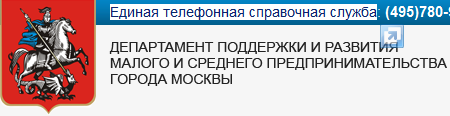 Единая телефонная справочная служба: (495)780-
ДЕПАРТАМЕНТ ПОДДЕРЖКИ И РАЗВИТИЯ
МАЛОГО И СРЕДНЕГО ПРЕДПРИНИМАТЕЛЬСТВА
ГОРОДА МОСКВЫ